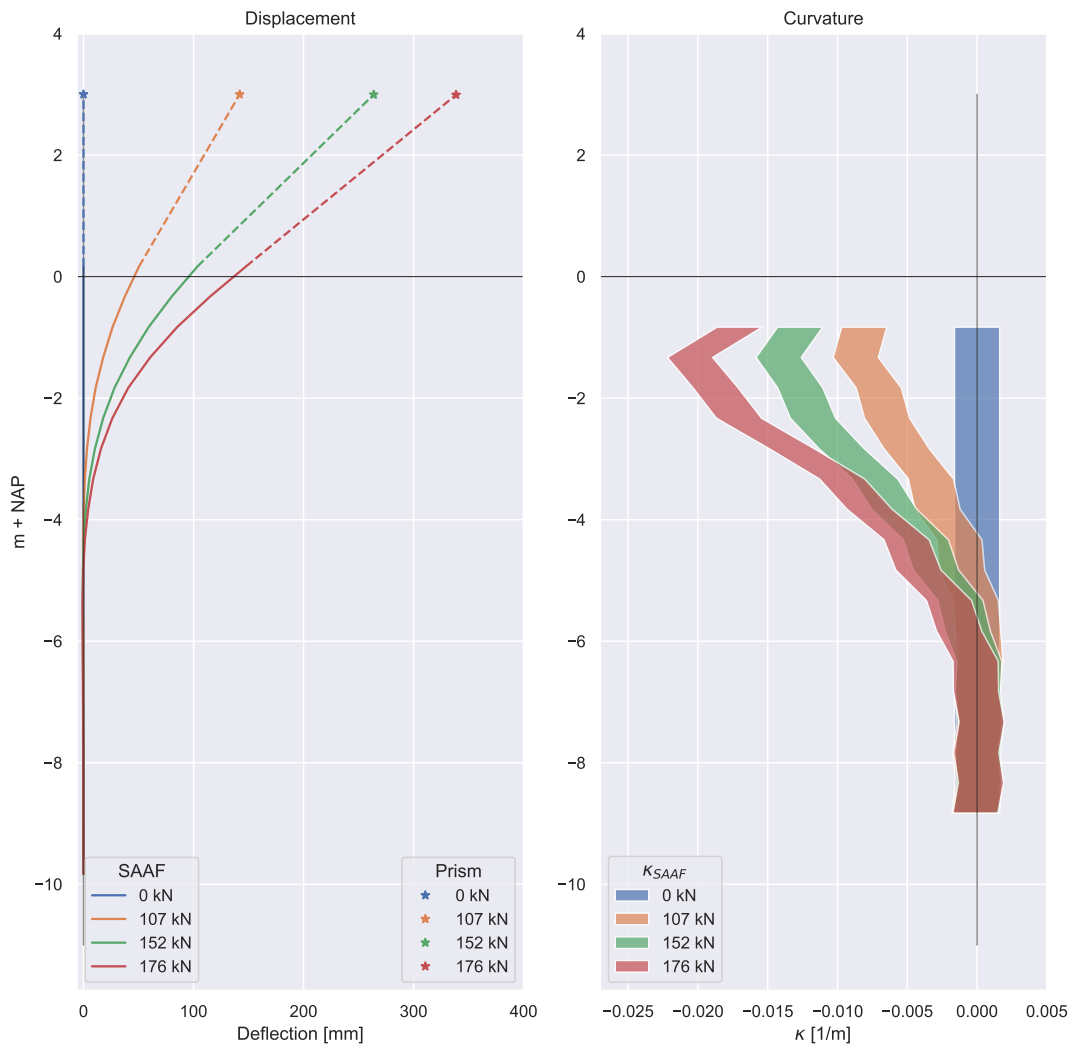 Displacement
4
2
0
−2
−4
−6
−8
−10
m + NAP
SAAF
0 kN
107 kN
152 kN
176 kN
Prism
0 kN
107 kN
152 kN
176 kN
0 100 200 300 400
Deflection [mm]
Curvature
4
2
0
−2
−4
−6
−8
−10
κSAAF
0 kN
107 kN
152 kN
176 kN
−0.025 −0.020 −0.015 −0.010 −0.005 0.000 0.005
κ [1/m]